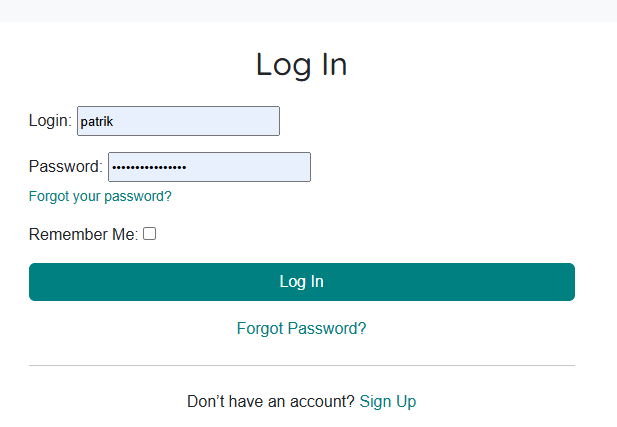 Log In
Login: patrik
Password: ••••••••••••••••
Forgot your password?
Remember Me:
Log In
Forgot Password?
Don’t have an account? Sign Up